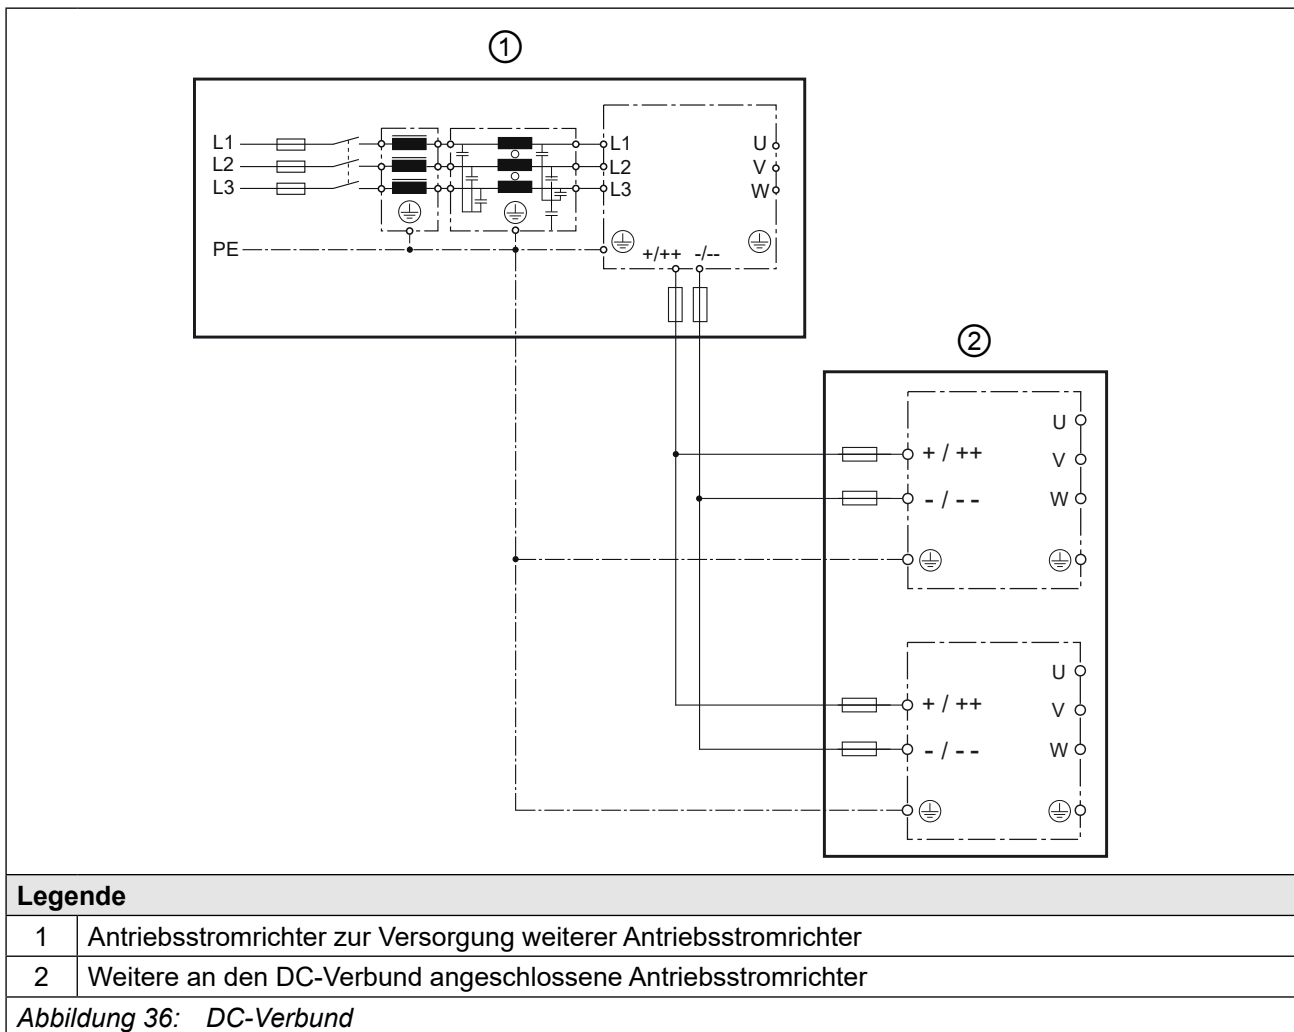 ①
L1
L2
L3
PE
L1
L2
L3
U
V
W
+/++ -/--
②
U
+ / ++
V
- / - -
W
U
+ / ++
V
- / - -
W
Legende
1 Antriebsstromrichter zur Versorgung weiterer Antriebsstromrichter
2 Weitere an den DC-Verbund angeschlossene Antriebsstromrichter
Abbildung 36: DC-Verbund